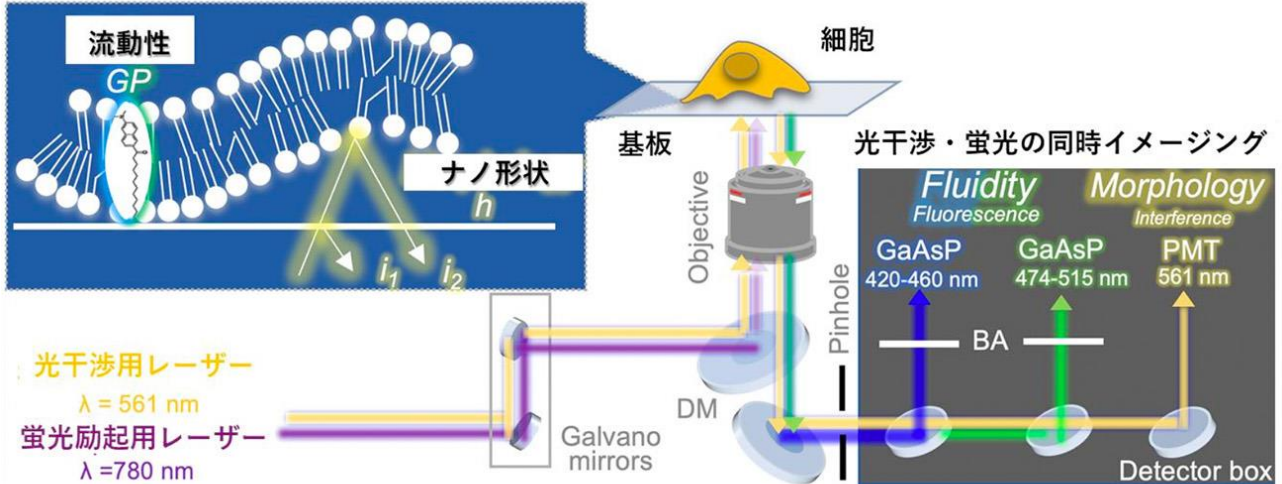 流動性
GP
ナノ形状
h
i1
i2
細胞
基板
光干渉・蛍光の同時イメージング
Objective
Pinhole
Fluidity
Fluorescence
Morphology
Interference
GaAsP
420-460 nm
GaAsP
474-515 nm
PMT
561 nm
BA
光干渉用レーザー
λ = 561 nm
蛍光励起用レーザー
λ =780 nm
Galvano
mirrors
DM
Detector box